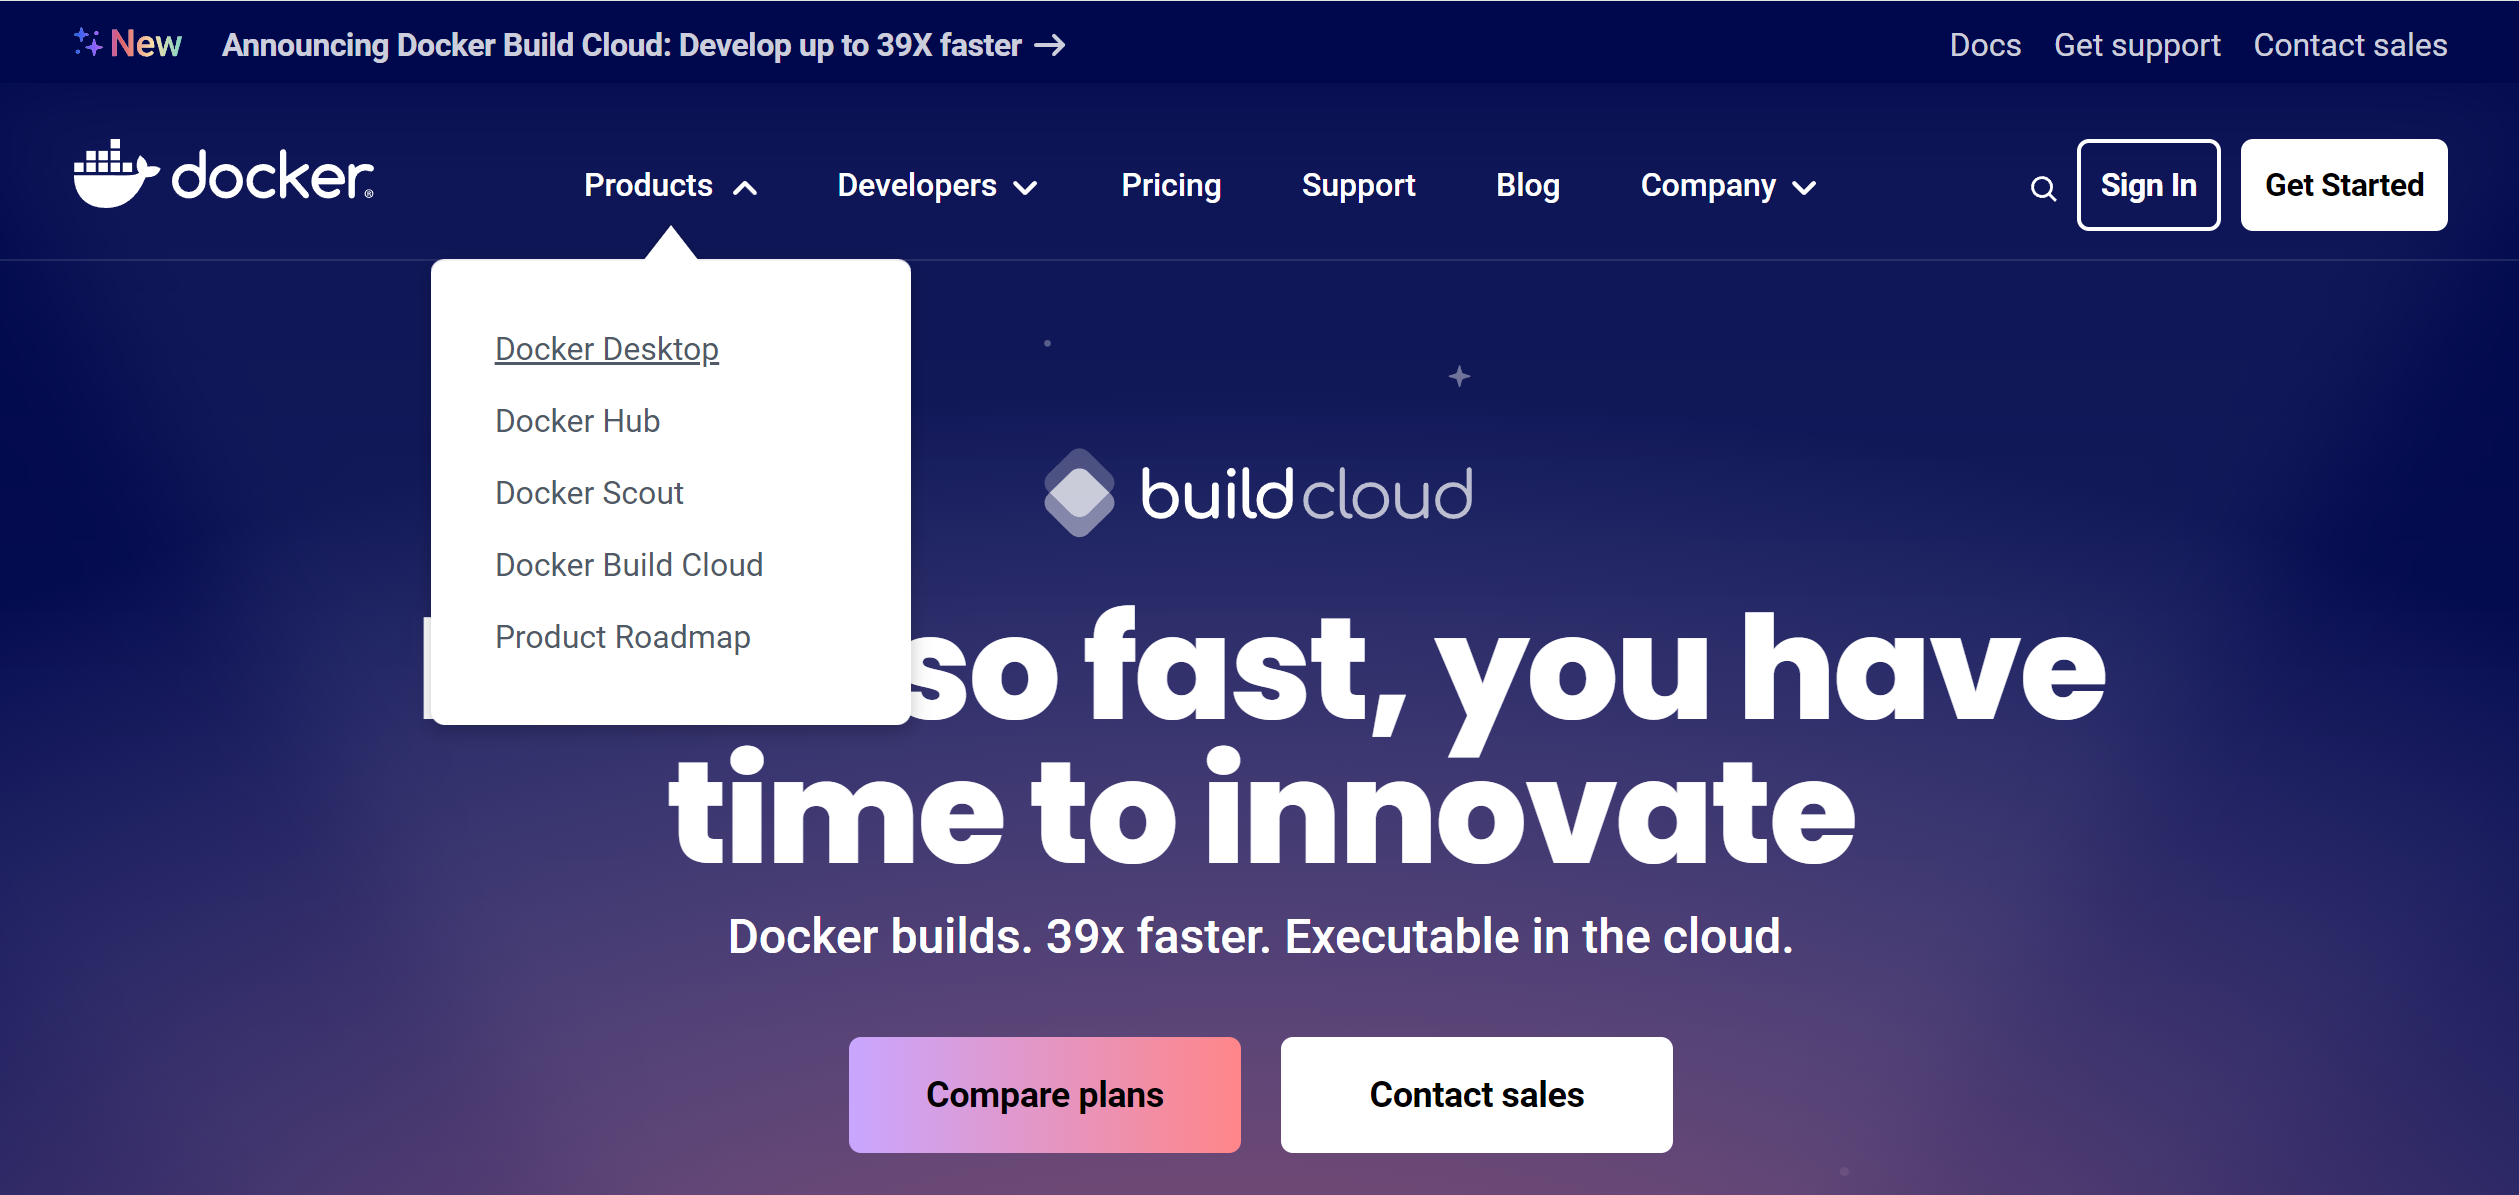 New Announcing Docker Build Cloud: Develop up to 39X faster → Docs Get support Contact sales
docker® Products Developers Pricing Support Blog Company Sign In Get Started
Docker Desktop
Docker Hub
Docker Scout
Docker Build Cloud
Product Roadmap
build cloud
so fast, you have
time to innovate
Docker builds. 39x faster. Executable in the cloud.
Compare plans Contact sales